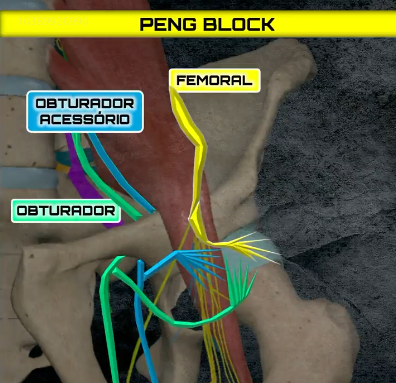 PENG BLOCK
FEMORAL
OBTURADOR
ACESSÓRIO
OBTURADOR